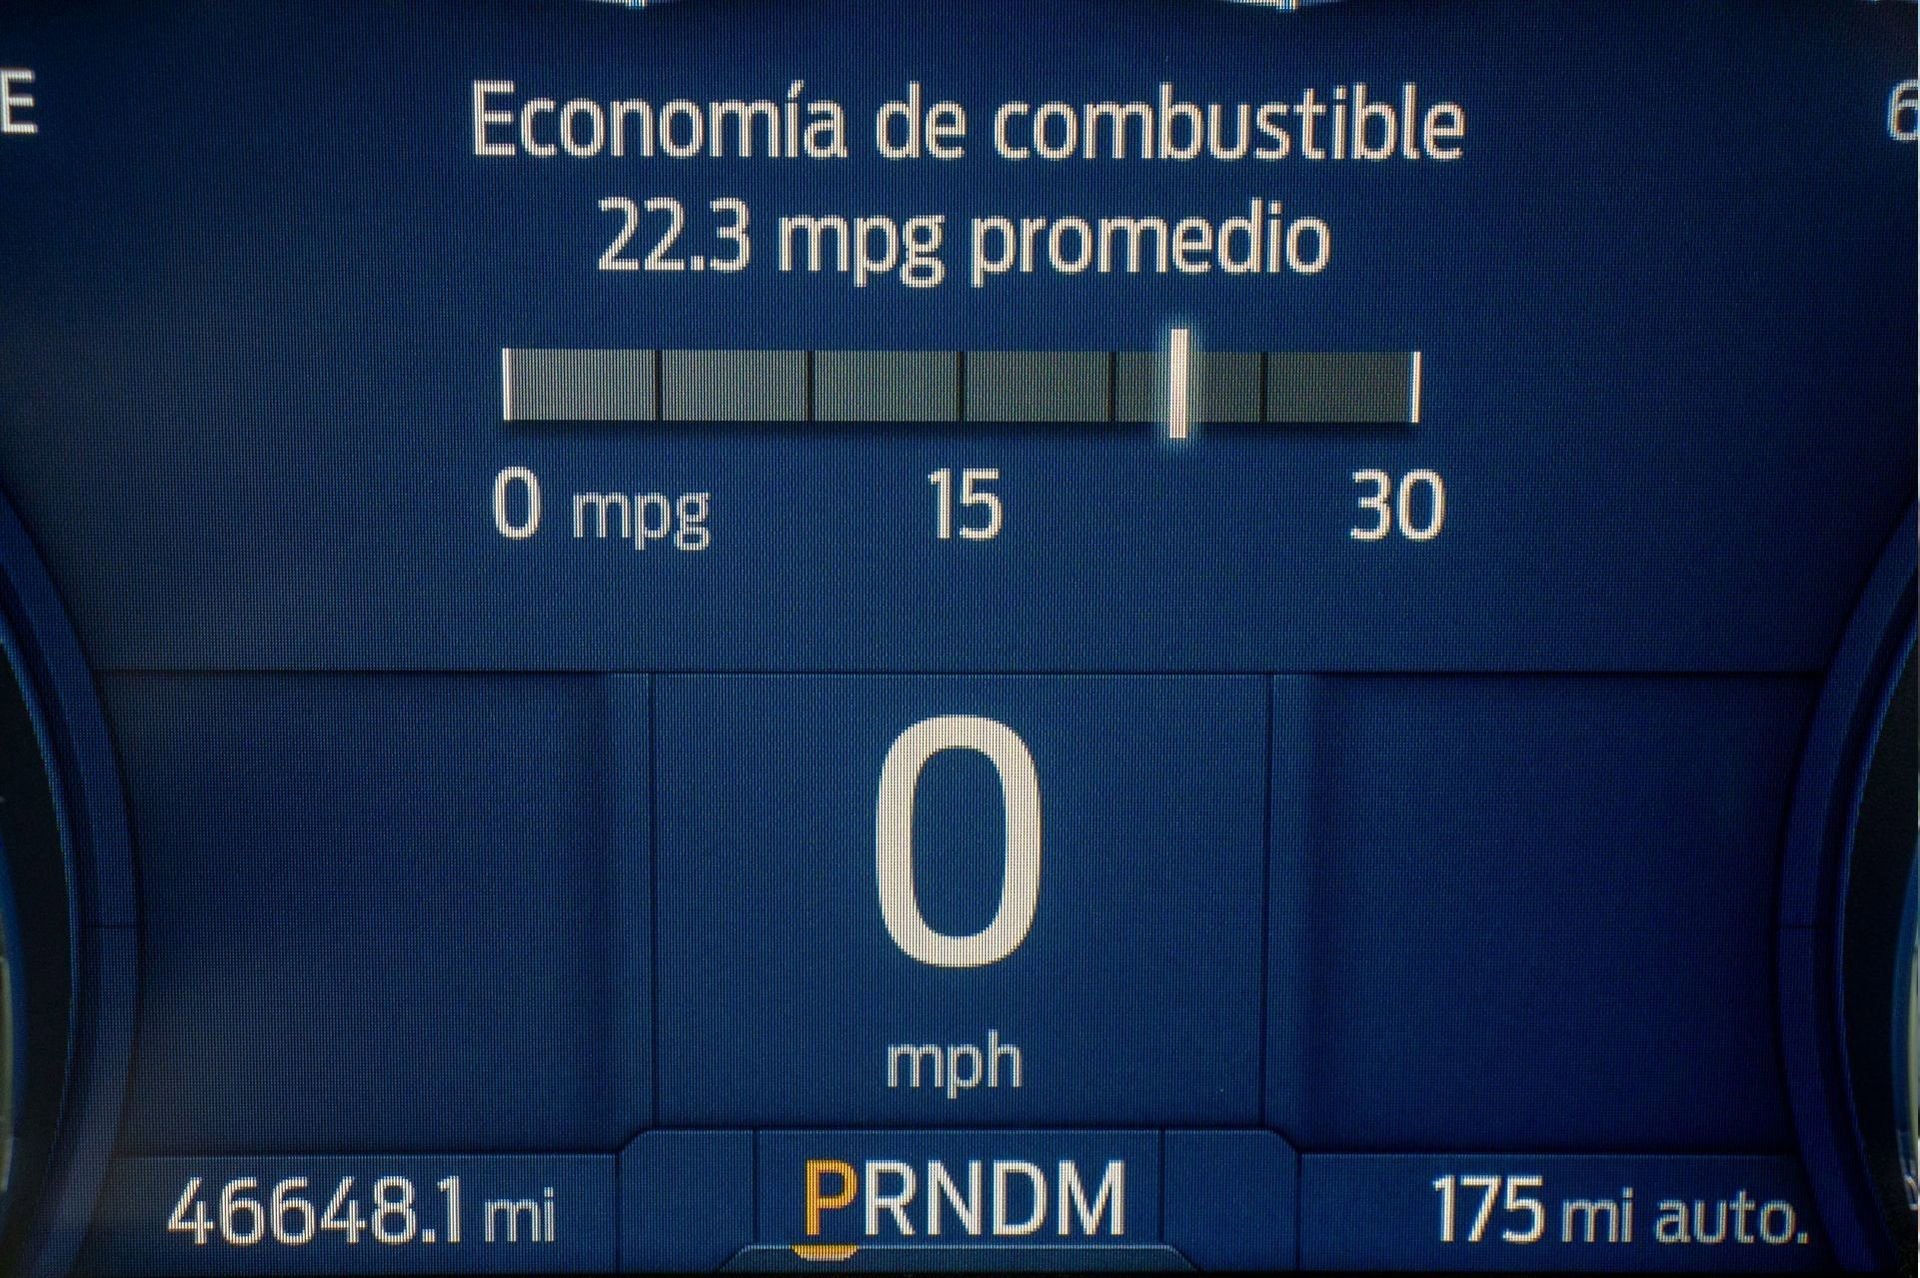 E
Economía de combustible
22.3 mpg promedio
0 mpg 15 30
0
mph
46648.1 mi PRNDM 175 mi auto.